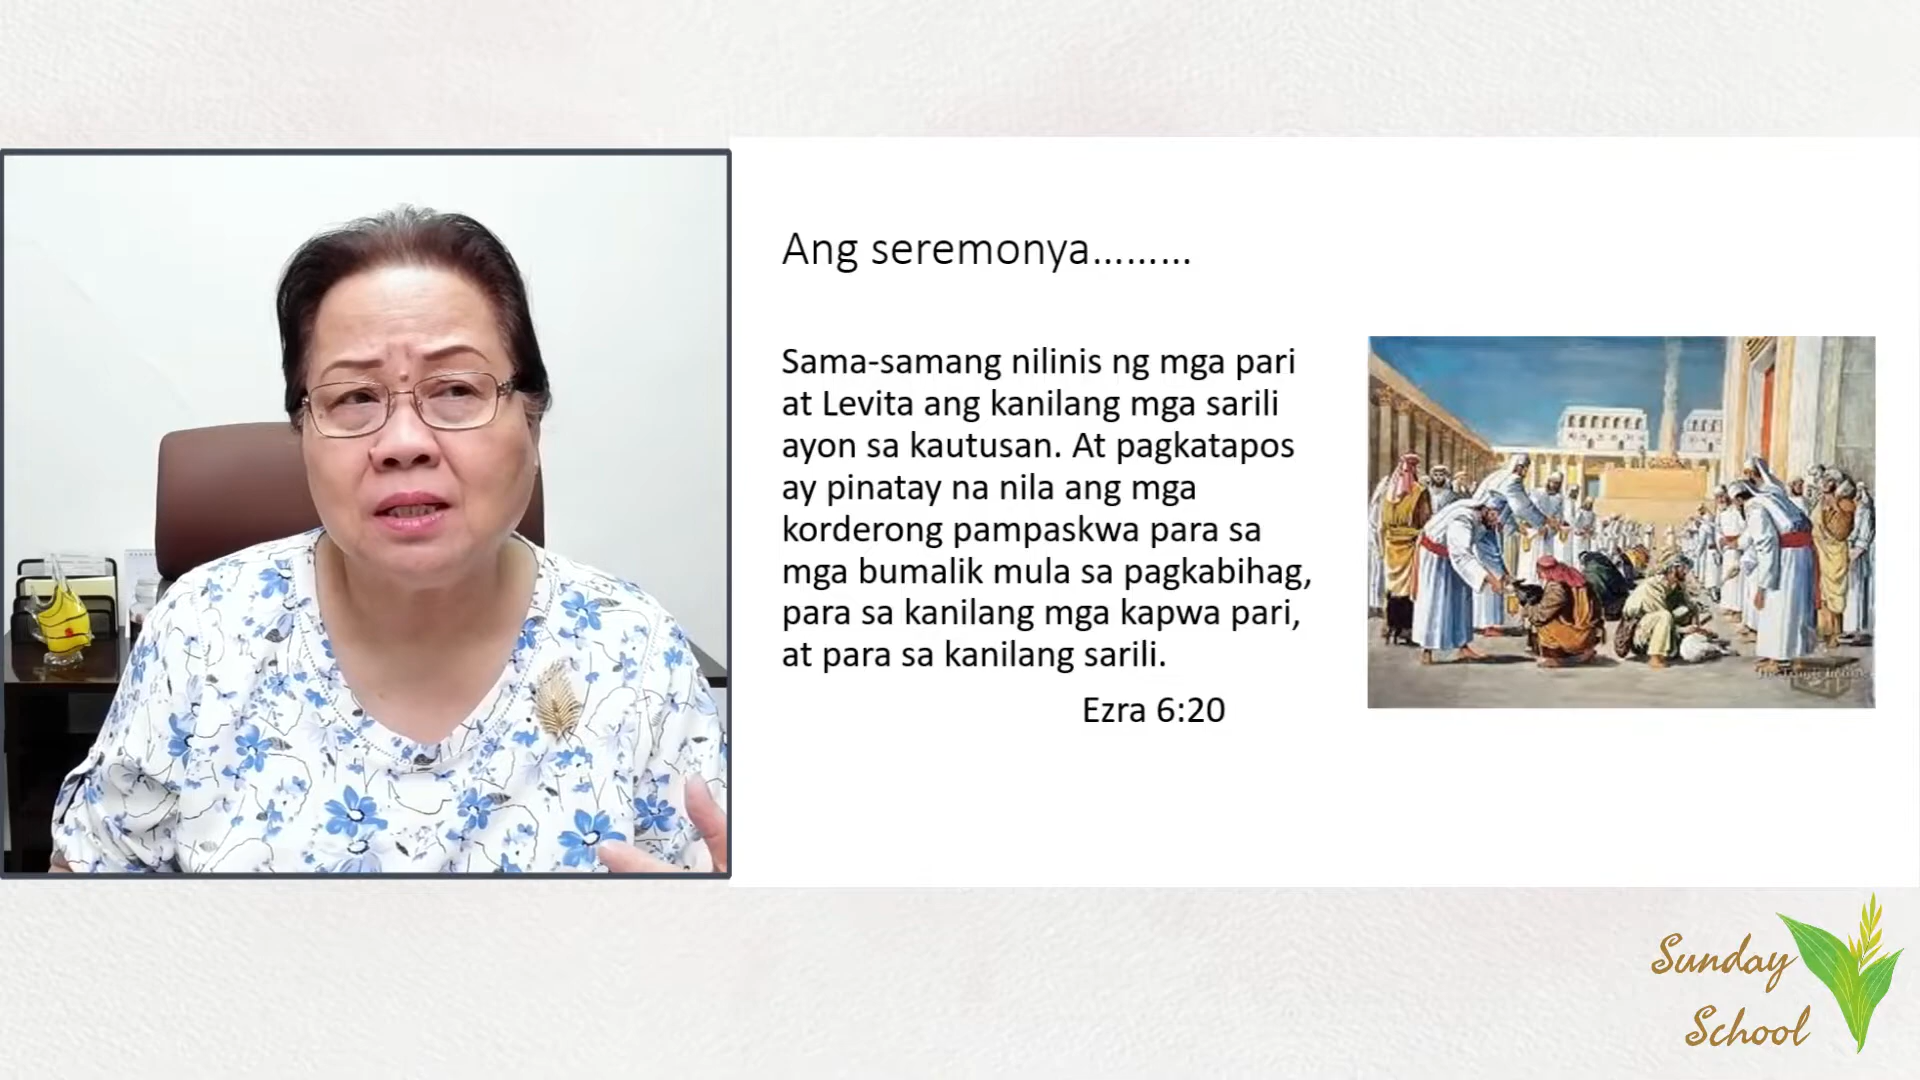 Ang seremonya.........
Sama-samang nilinis ng mga pari
at Levita ang kanilang mga sarili
ayon sa kautusan. At pagkatapos
ay pinatay na nila ang mga
korderong pampaskwa para sa
mga bumalik mula sa pagkabihag,
para sa kanilang mga kapwa pari,
at para sa kanilang sarili.
Ezra 6:20
Sunday
School